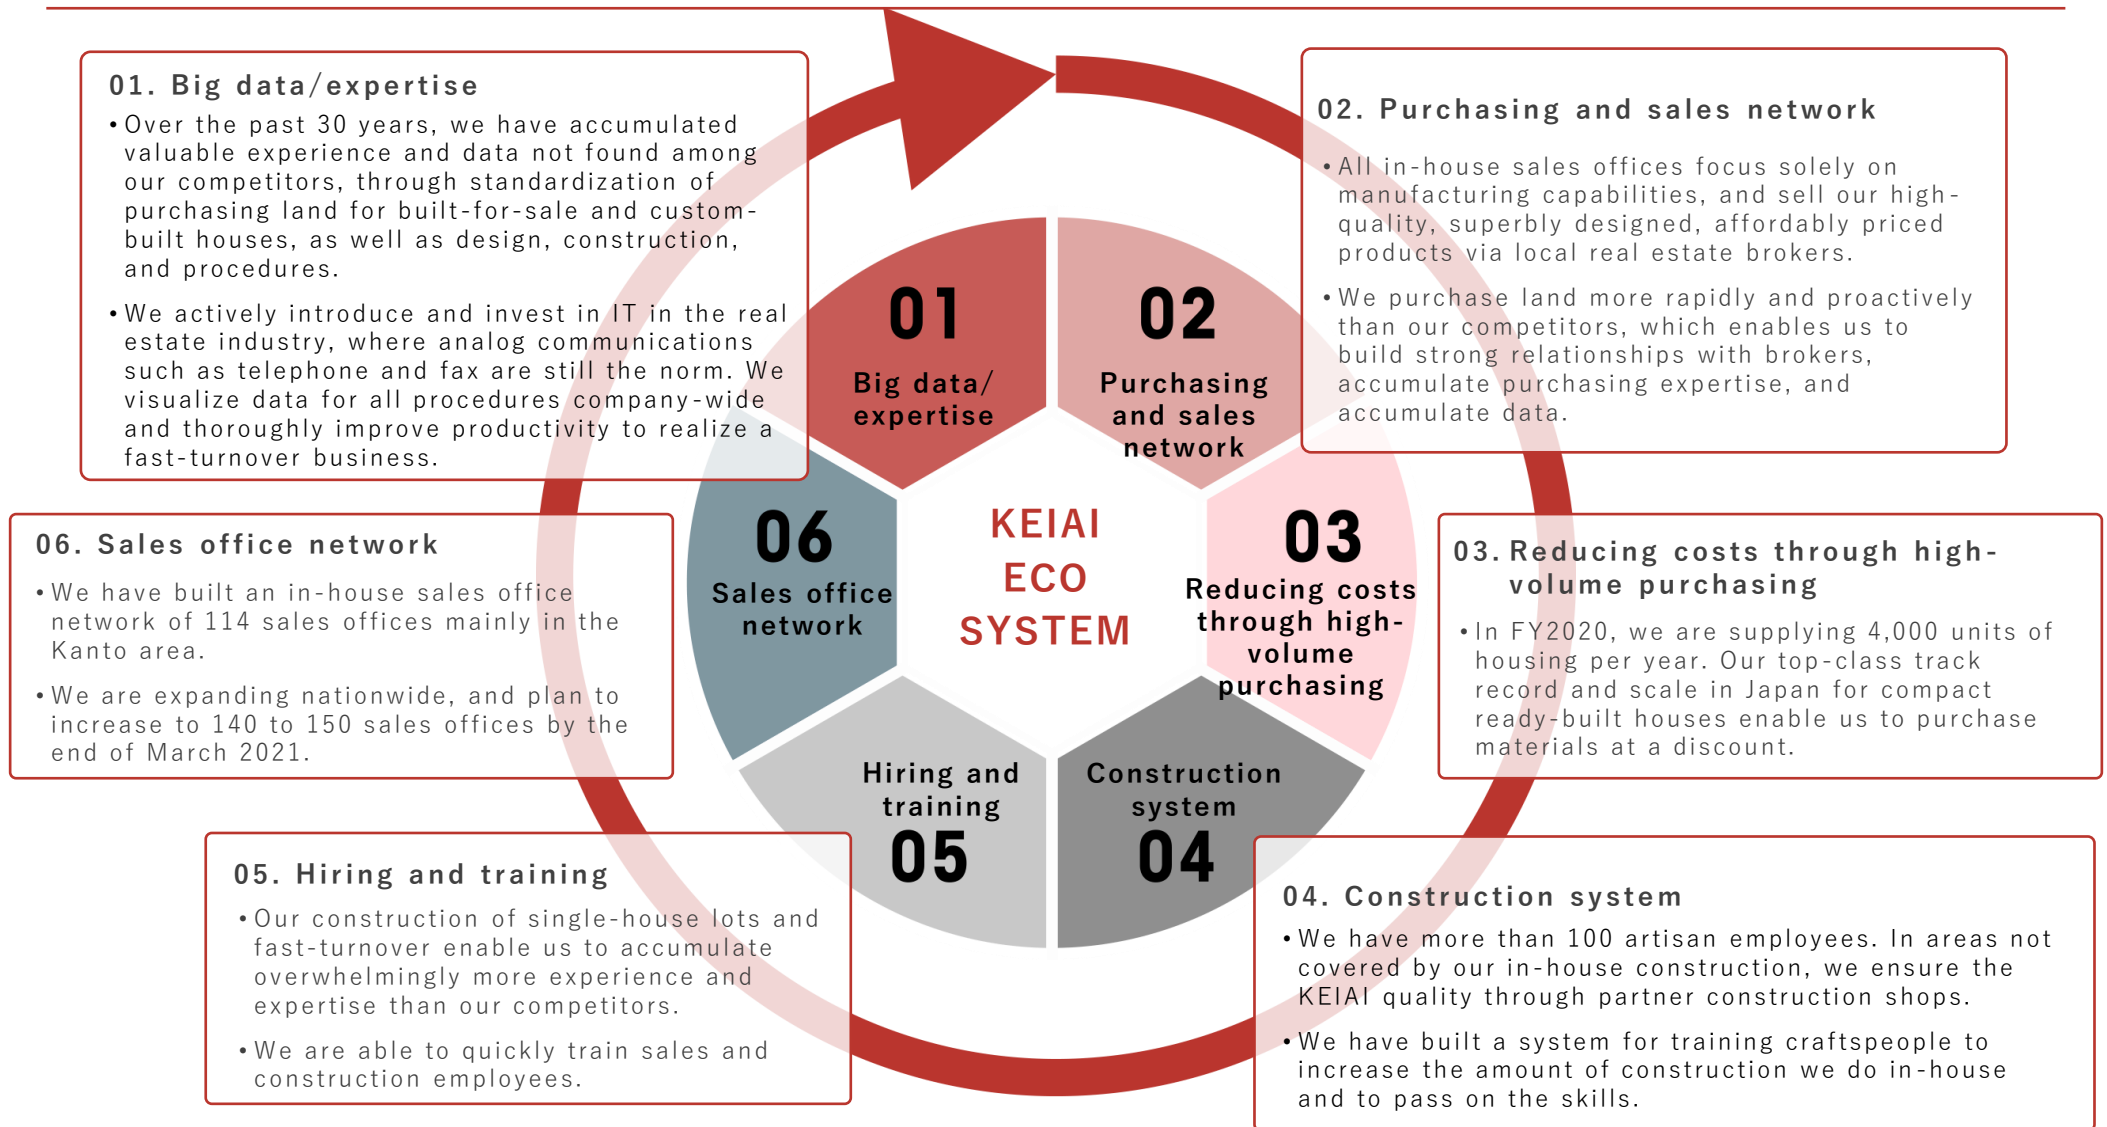 01. Big data/expertise
• Over the past 30 years, we have accumulated
valuable experience and data not found among
our competitors, through standardization of
purchasing land for built-for-sale and custom-
built houses, as well as design, construction,
and procedures.
• We actively introduce and invest in IT in the real
estate industry, where analog communications
such as telephone and fax are still the norm. We
visualize data for all procedures company-wide
and thoroughly improve productivity to realize a
fast-turnover business.
02. Purchasing and sales network
• All in-house sales offices focus solely on
manufacturing capabilities, and sell our high-
quality, superbly designed, affordably priced
products via local real estate brokers.
• We purchase land more rapidly and proactively
than our competitors, which enables us to
build strong relationships with brokers,
accumulate purchasing expertise, and
accumulate data.
01
Big data/
expertise
02
Purchasing
and sales
network
06
Sales office
network
KEIAI
ECO
SYSTEM
03
Reducing costs
through high-
volume
purchasing
Hiring and
training
05
Construction
system
04
06. Sales office network
• We have built an in-house sales office
network of 114 sales offices mainly in the
Kanto area.
• We are expanding nationwide, and plan to
increase to 140 to 150 sales offices by the
end of March 2021.
03. Reducing costs through high-
volume purchasing
• In FY2020, we are supplying 4,000 units of
housing per year. Our top-class track
record and scale in Japan for compact
ready-built houses enable us to purchase
materials at a discount.
05. Hiring and training
• Our construction of single-house lots and
fast-turnover enable us to accumulate
overwhelmingly more experience and
expertise than our competitors.
• We are able to quickly train sales and
construction employees.
04. Construction system
• We have more than 100 artisan employees. In areas not
covered by our in-house construction, we ensure the
KEIAI quality through partner construction shops.
• We have built a system for training craftspeople to
increase the amount of construction we do in-house
and to pass on the skills.